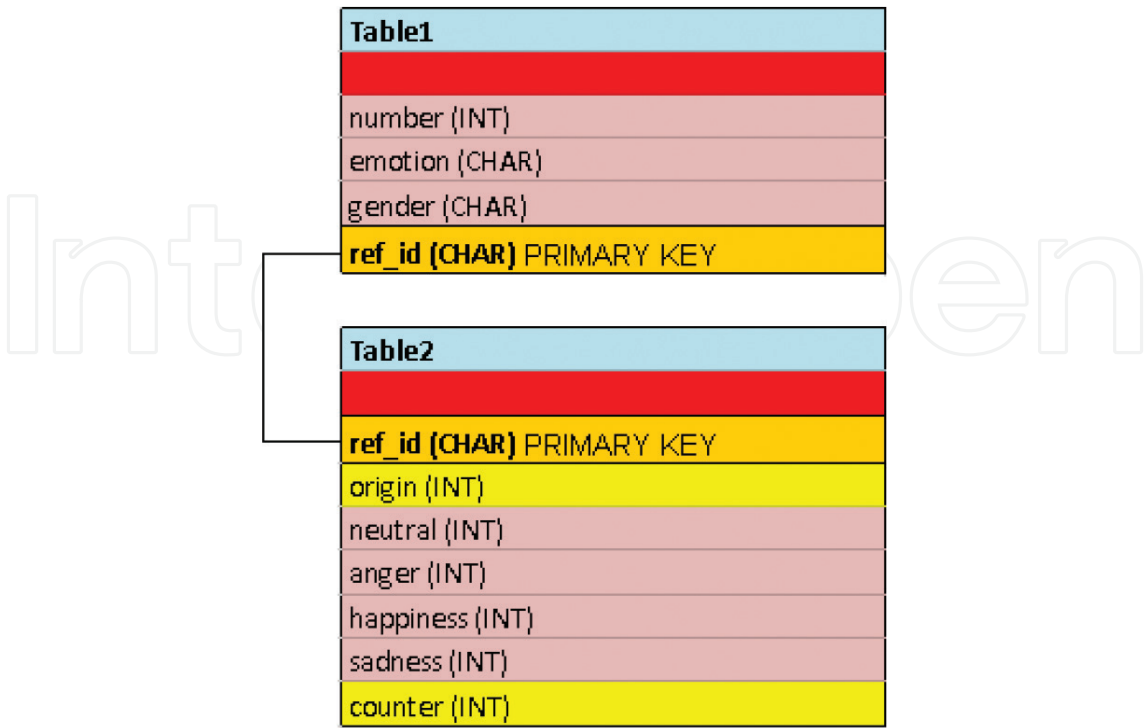 Table1
number (INT)
emotion (CHAR)
gender (CHAR)
ref_id (CHAR) PRIMARY KEY
Table2
ref_id (CHAR) PRIMARY KEY
origin (INT)
neutral (INT)
anger (INT)
happiness (INT)
sadness (INT)
counter (INT)